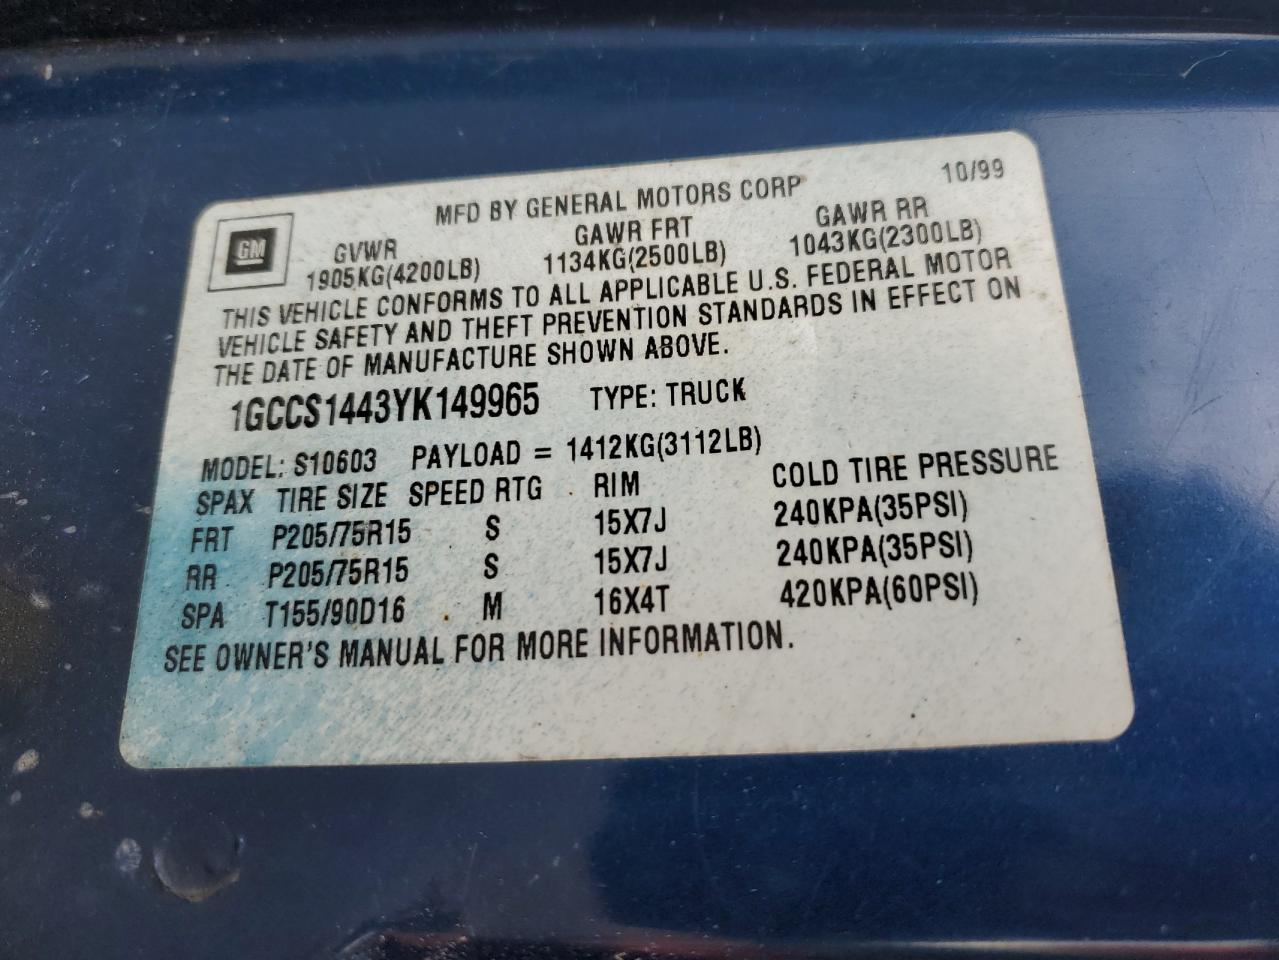 10/99
MFD BY GENERAL MOTORS CORP
GM
GVWR GAWR FRT GAWR RR
1905KG(4200LB) 1134KG(2500LB) 1043KG(2300LB)
THIS VEHICLE CONFORMS TO ALL APPLICABLE U.S. FEDERAL MOTOR
VEHICLE SAFETY AND THEFT PREVENTION STANDARDS IN EFFECT ON
THE DATE OF MANUFACTURE SHOWN ABOVE.
1GCCS1443YK149965 TYPE: TRUCK
MODEL: S10603 PAYLOAD = 1412KG(3112LB)
SPAX TIRE SIZE SPEED RTG RIM COLD TIRE PRESSURE
FRT P205/75R15 S 15X7J 240KPA(35PSI)
RR P205/75R15 S 15X7J 240KPA(35PSI)
SPA T155/90D16 M 16X4T 420KPA(60PSI)
SEE OWNER'S MANUAL FOR MORE INFORMATION.